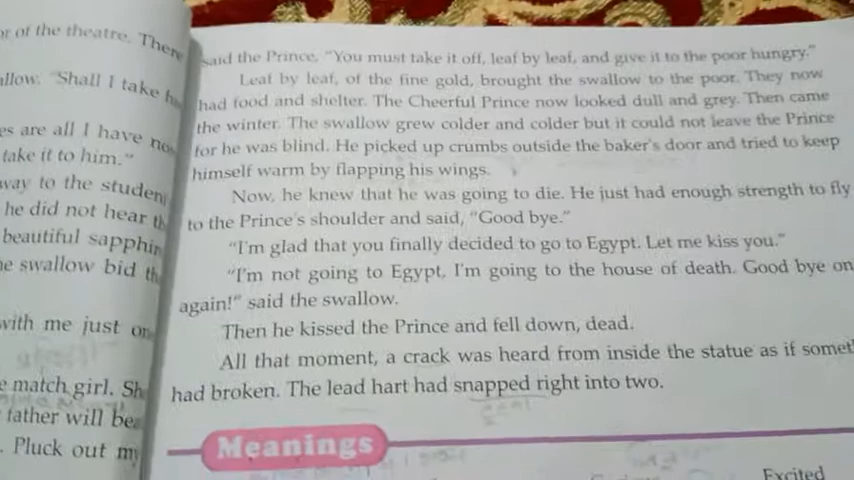 or of the theatre. There
allow. "Shall I take
es are all I have
take it to him."
way to the studen
he did not hear th
beautiful sapphir
e swallow bid th
with me just on
e match girl. Sh
father will bea
. Pluck out my
said the Prince, "You must take it off, leaf by leaf, and give it to the poor hungry."
Leaf by leaf, of the fine gold, brought the swallow to the poor. They now
had food and shelter. The Cheerful Prince now looked dull and grey. Then came
the winter. The swallow grew colder and colder but it could not leave the Prince
for he was blind. He picked up crumbs outside the baker's door and tried to keep
himself warm by flapping his wings.
Now, he knew that he was going to die. He just had enough strength to fly
to the Prince's shoulder and said, "Good bye."
"I'm glad that you finally decided to go to Egypt. Let me kiss you."
"I'm not going to Egypt, I'm going to the house of death. Good bye on
again!" said the swallow.
Then he kissed the Prince and fell down, dead.
All that moment, a crack was heard from inside the statue as if somet
had broken. The lead hart had snapped right into two.
Meanings
Excited